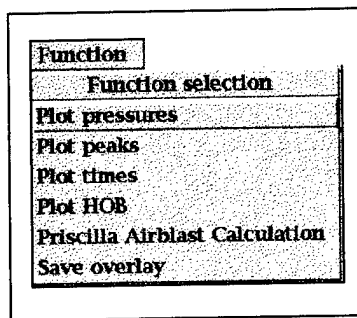 Function
Function selection
Plot pressures
Plot peaks
Plot times
Plot HOB
Priscilla Airblast Calculation
Save overlay